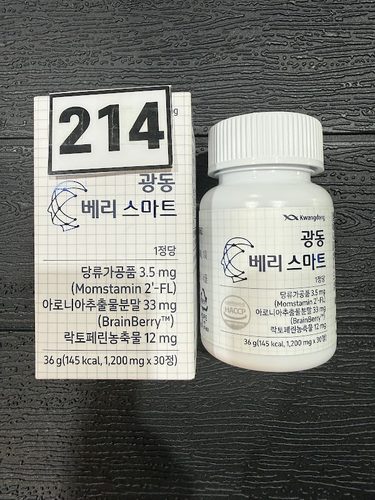 214
광동
베리 스마트
1정당
당류가공품 3.5 mg
(Momstamin 2'-FL)
아로니아추출물분말 33 mg
(BrainBerry™)
락토페린농축물 12 mg
36 g(145 kcal, 1,200 mg x 30정)
Kwangdong
광동
베리 스마트
1정당
당류가공품 3.5 mg
(Momstamin 2'-FL)
아로니아추출물분말 33 mg
(BrainBerry™)
락토페린농축물 12 mg
HACCP
36 g(145 kcal, 1,200 mg x 30정)